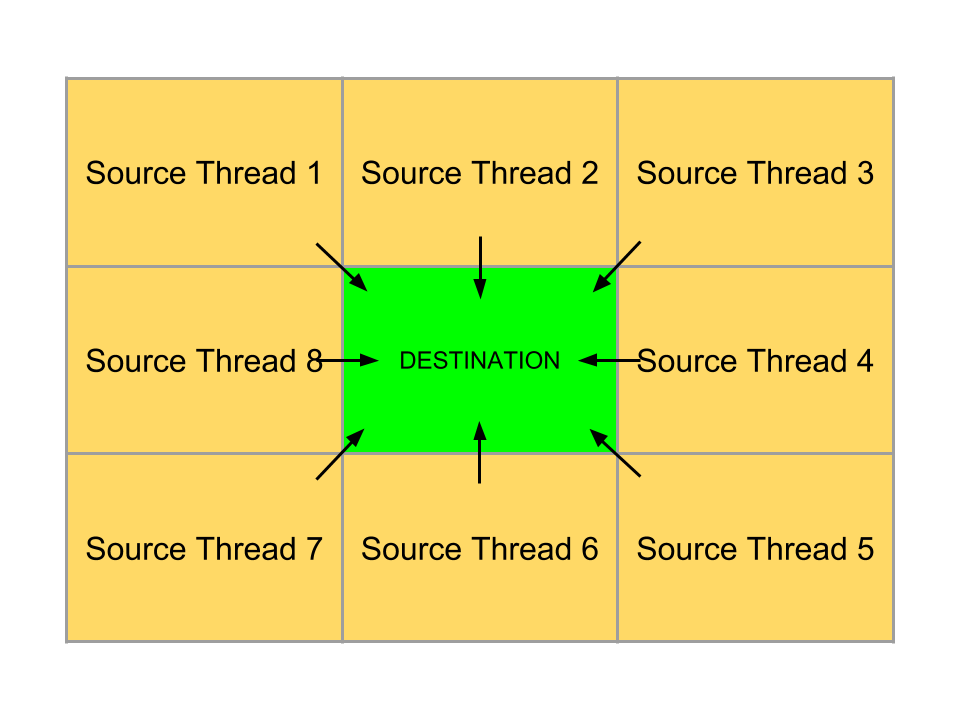 Source Thread 1
Source Thread 2
Source Thread 3
Source Thread 8
DESTINATION
Source Thread 4
Source Thread 7
Source Thread 6
Source Thread 5